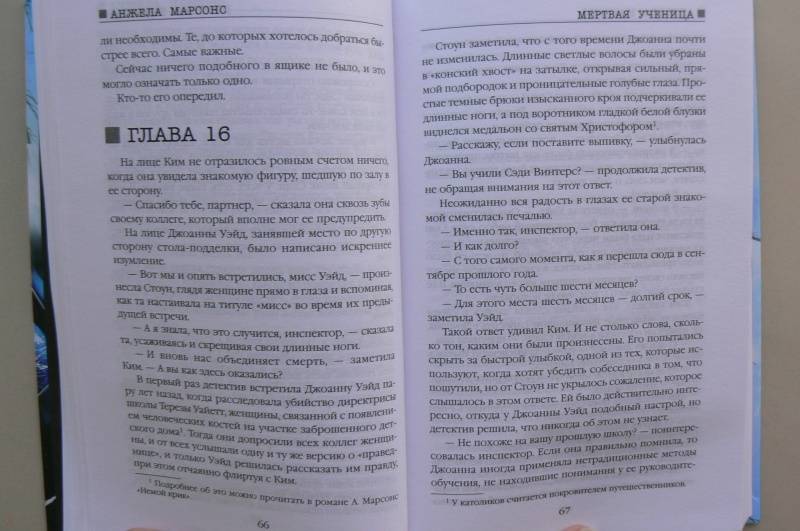 АНЖЕЛА МАРСОНС
ли необходимы. Те, до которых хотелось добраться бы-
стрее всего. Самые важные.
Сейчас ничего подобного в ящике не было, и это
могло означать только одно.
Кто-то его опередил.
ГЛАВА 16
На лице Ким не отразилось ровным счетом ничего,
когда она увидела знакомую фигуру, шедшую по залу в
ее сторону.
— Спасибо тебе, партнер, — сказала она сквозь зубы
своему коллеге, который вполне мог ее предупредить.
На лице Джоанны Уэйд, занявшей место по другую
сторону стола-подделки, было написано искреннее
изумление.
— Вот мы и опять встретились, мисс Уэйд, — произ-
несла Стоун, глядя женщине прямо в глаза и вспоминая,
как та настаивала на титуле «мисс» во время их преды-
дущей встречи.
— А я знала, что это случится, инспектор, — сказала
та, усаживаясь и скрещивая свои длинные ноги.
— И вновь нас объединяет смерть, — заметила
Ким. — А вы как здесь оказались?
В первый раз детектив встретила Джоанну Уэйд па-
ру лет назад, когда расследовала убийство директрисы
школы Терезы Уайетт, женщины, связанной с появлени-
ем человеческих костей на участке заброшенного дет-
ского дома¹. Тогда они допросили всех коллег женщи-
ны, и от всех услышали одну и ту же версию о «правед-
нице», и только Уэйд решилась рассказать им правду,
при этом отчаянно флиртуя с Ким.
¹ Подробнее об это можно прочитать в романе А. Марсонс
«Немой крик».
66
МЕРТВАЯ УЧЕНИЦА
Стоун заметила, что с того времени Джоанна почти
не изменилась. Длинные светлые волосы были убраны
в «конский хвост» на затылке, открывая сильный, пря-
мой подбородок и проницательные голубые глаза. Про-
стые темные брюки изысканного кроя подчеркивали ее
длинные ноги, а под воротником гладкой белой блузки
виднелся медальон со святым Христофором¹.
— Расскажу, если поставите выпивку, — улыбнулась
Джоанна.
— Вы учили Сэди Винтерс? — продолжила детектив,
не обращая внимания на этот ответ.
Неожиданно вся радость в глазах ее старой знако-
мой сменилась печалью.
— Именно так, инспектор, — ответила она.
— И как долго?
— С того самого момента, как я перешла сюда в сен-
тябре прошлого года.
— То есть чуть больше шести месяцев?
— Для этого места шесть месяцев — долгий срок, —
заметила Уэйд.
Такой ответ удивил Ким. И не столько слова, сколь-
ко тон, каким они были произнесены. Его попытались
скрыть за быстрой улыбкой, одной из тех, которые ис-
пользуют, когда хотят убедить собеседника в том, что
пошутили, но от Стоун не укрылось сожаление, которое
слышалось в этом ответе. Ей было действительно инте-
ресно, откуда у Джоанны Уэйд подобный настрой, но
детектив решила, что никогда об этом не узнает.
— Не похоже на вашу прошлую школу? — поинтере-
совалась инспектор. Если она правильно помнила, то
Джоанна иногда применяла нетрадиционные методы
обучения, не находившие понимания у ее руководите-
¹ У католиков считается покровителем путешественников.
67